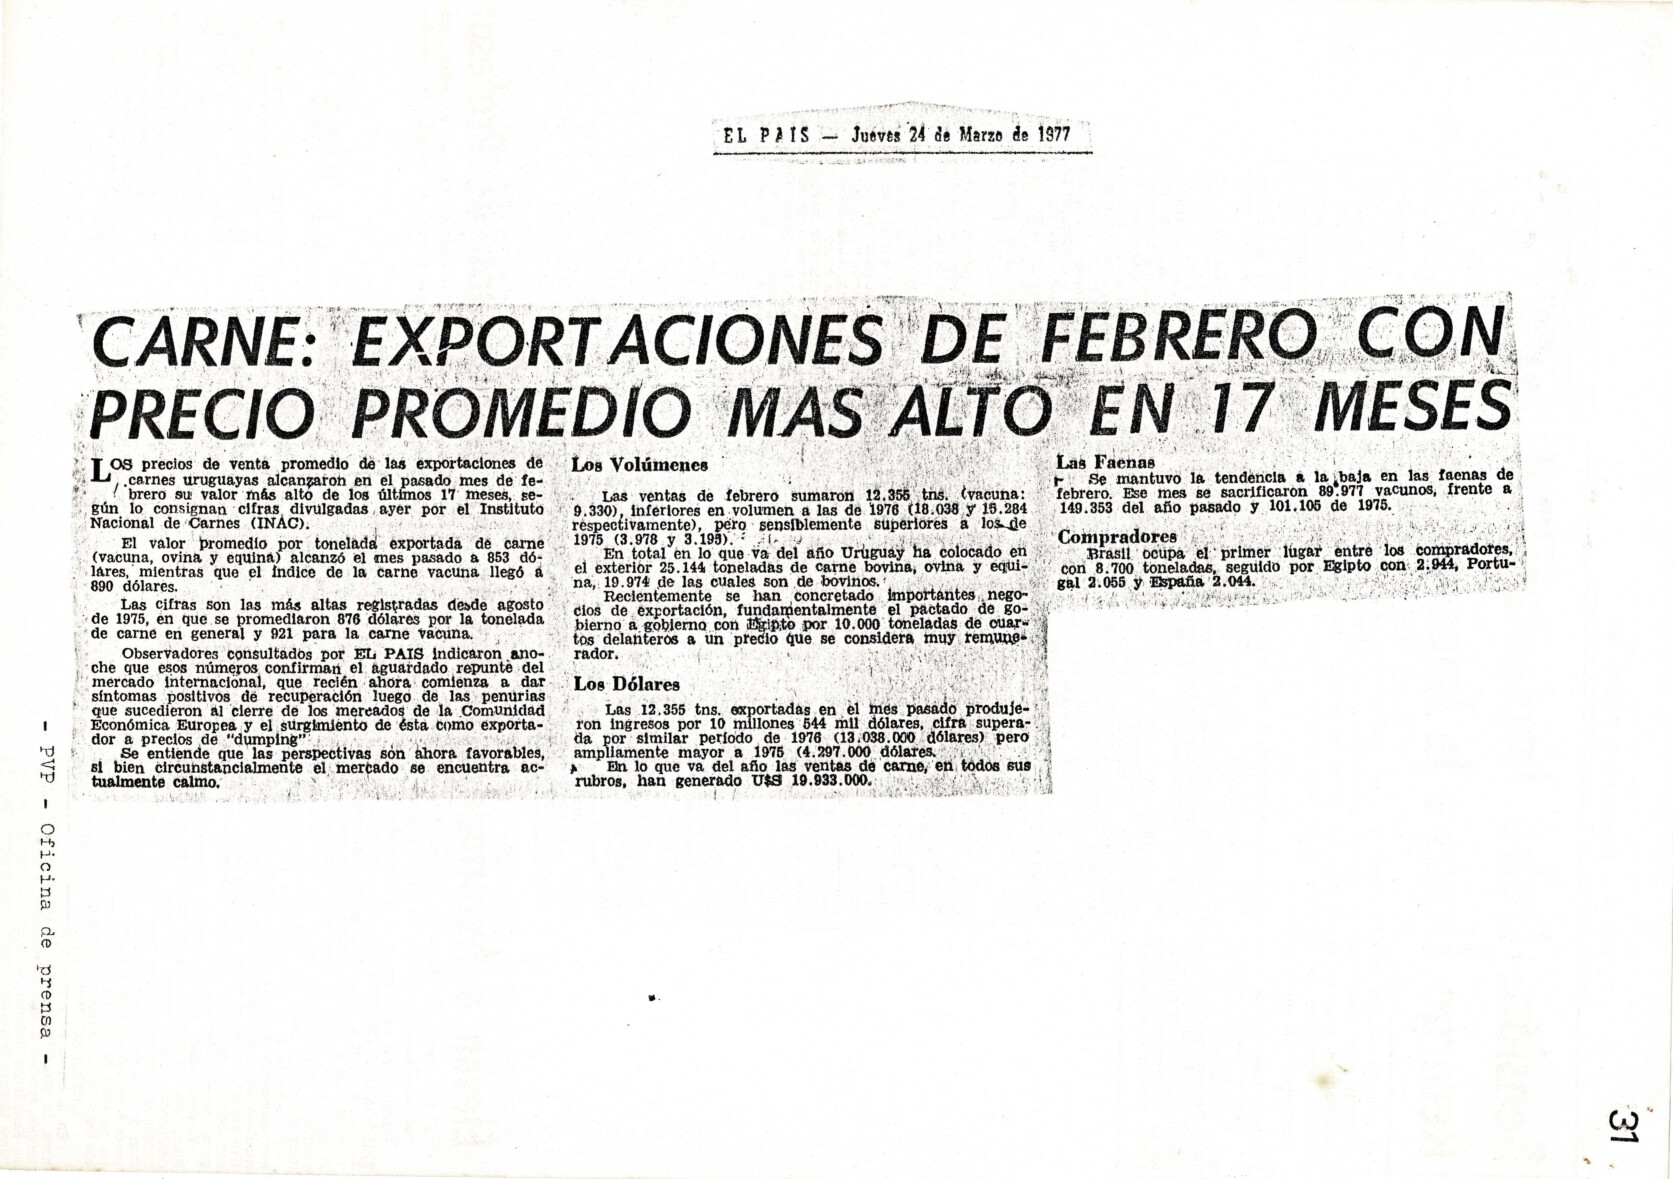 EL PAIS — Jueves 24 de Marzo de 1977
CARNE: EXPORTACIONES DE FEBRERO CON
PRECIO PROMEDIO MAS ALTO EN 17 MESES
LOS precios de venta promedio de las exportaciones de
carnes uruguayas alcanzaron en el pasado mes de fe-
brero su valor más alto de los últimos 17 meses, se-
gún lo consignan cifras divulgadas ayer por el Instituto
Nacional de Carnes (INAC).
El valor promedio por tonelada exportada de carne
(vacuna, ovina y equina) alcanzó el mes pasado a 853 dó-
lares, mientras que el índice de la carne vacuna llegó a
890 dólares.
Las cifras son las más altas registradas desde agosto
de 1975, en que se promediaron 876 dólares por la tonelada
de carne en general y 921 para la carne vacuna.
Observadores consultados por EL PAIS indicaron ano-
che que esos números confirman el aguardado repunte del
mercado internacional, que recién ahora comienza a dar
síntomas positivos de recuperación luego de las penurias
que sucedieron al cierre de los mercados de la Comunidad
Económica Europea y el surgimiento de ésta como exporta-
dor a precios de "dumping".
Se entiende que las perspectivas son ahora favorables,
si bien circunstancialmente el mercado se encuentra ac-
tualmente calmo.
Los Volúmenes
Las ventas de febrero sumaron 12.355 tns. (vacuna:
9.330), inferiores en volumen a las de 1976 (18.038 y 15.284
respectivamente), pero sensiblemente superiores a los de
1975 (3.978 y 3.195).
En total en lo que va del año Uruguay ha colocado en
el exterior 25.144 toneladas de carne bovina, ovina y equi-
na, 19.974 de las cuales son de bovinos.
Recientemente se han concretado importantes nego-
cios de exportación, fundamentalmente el pactado de go-
bierno a gobierno con Egipto por 10.000 toneladas de cuar-
tos delanteros a un precio que se considera muy remune-
rador.
Los Dólares
Las 12.355 tns. exportadas en el mes pasado produje-
ron ingresos por 10 millones 544 mil dólares, cifra supera-
da por similar período de 1976 (13.038.000 dólares) pero
ampliamente mayor a 1975 (4.297.000 dólares.
En lo que va del año las ventas de carne, en todos sus
rubros, han generado U$S 19.933.000.
Las Faenas
Se mantuvo la tendencia a la baja en las faenas de
febrero. Ese mes se sacrificaron 89.977 vacunos, frente a
149.353 del año pasado y 101.105 de 1975.
Compradores
Brasil ocupa el primer lugar entre los compradores,
con 8.700 toneladas, seguido por Egipto con 2.944, Portu-
gal 2.055 y España 2.044.
- PVP - Oficina de prensa -
31